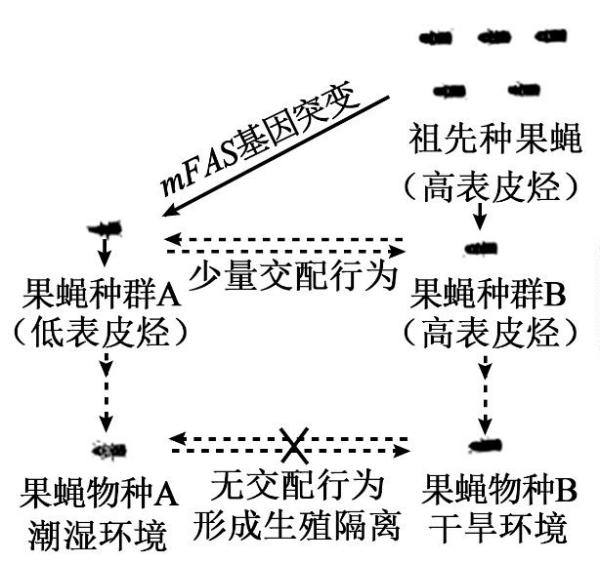 祖先种果蝇
（高表皮烃）
mFAS基因突变
少量交配行为
果蝇种群A
（低表皮烃）
果蝇种群B
（高表皮烃）
果蝇物种A
潮湿环境
无交配行为
形成生殖隔离
果蝇物种B
干旱环境